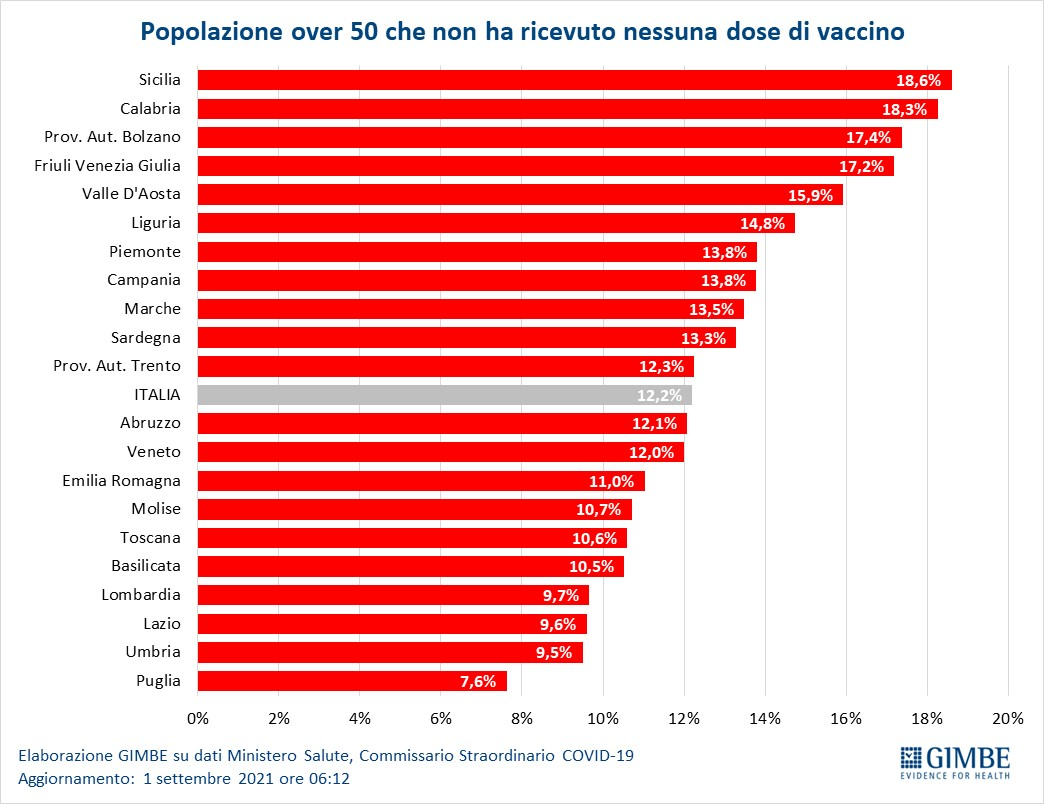 Popolazione over 50 che non ha ricevuto nessuna dose di vaccino
Sicilia 18,6%
Calabria 18,3%
Prov. Aut. Bolzano 17,4%
Friuli Venezia Giulia 17,2%
Valle D'Aosta 15,9%
Liguria 14,8%
Piemonte 13,8%
Campania 13,8%
Marche 13,5%
Sardegna 13,3%
Prov. Aut. Trento 12,3%
ITALIA 12,2%
Abruzzo 12,1%
Veneto 12,0%
Emilia Romagna 11,0%
Molise 10,7%
Toscana 10,6%
Basilicata 10,5%
Lombardia 9,7%
Lazio 9,6%
Umbria 9,5%
Puglia 7,6%
0% 2% 4% 6% 8% 10% 12% 14% 16% 18% 20%
Elaborazione GIMBE su dati Ministero Salute, Commissario Straordinario COVID-19
Aggiornamento: 1 settembre 2021 ore 06:12
GIMBE
EVIDENCE FOR HEALTH